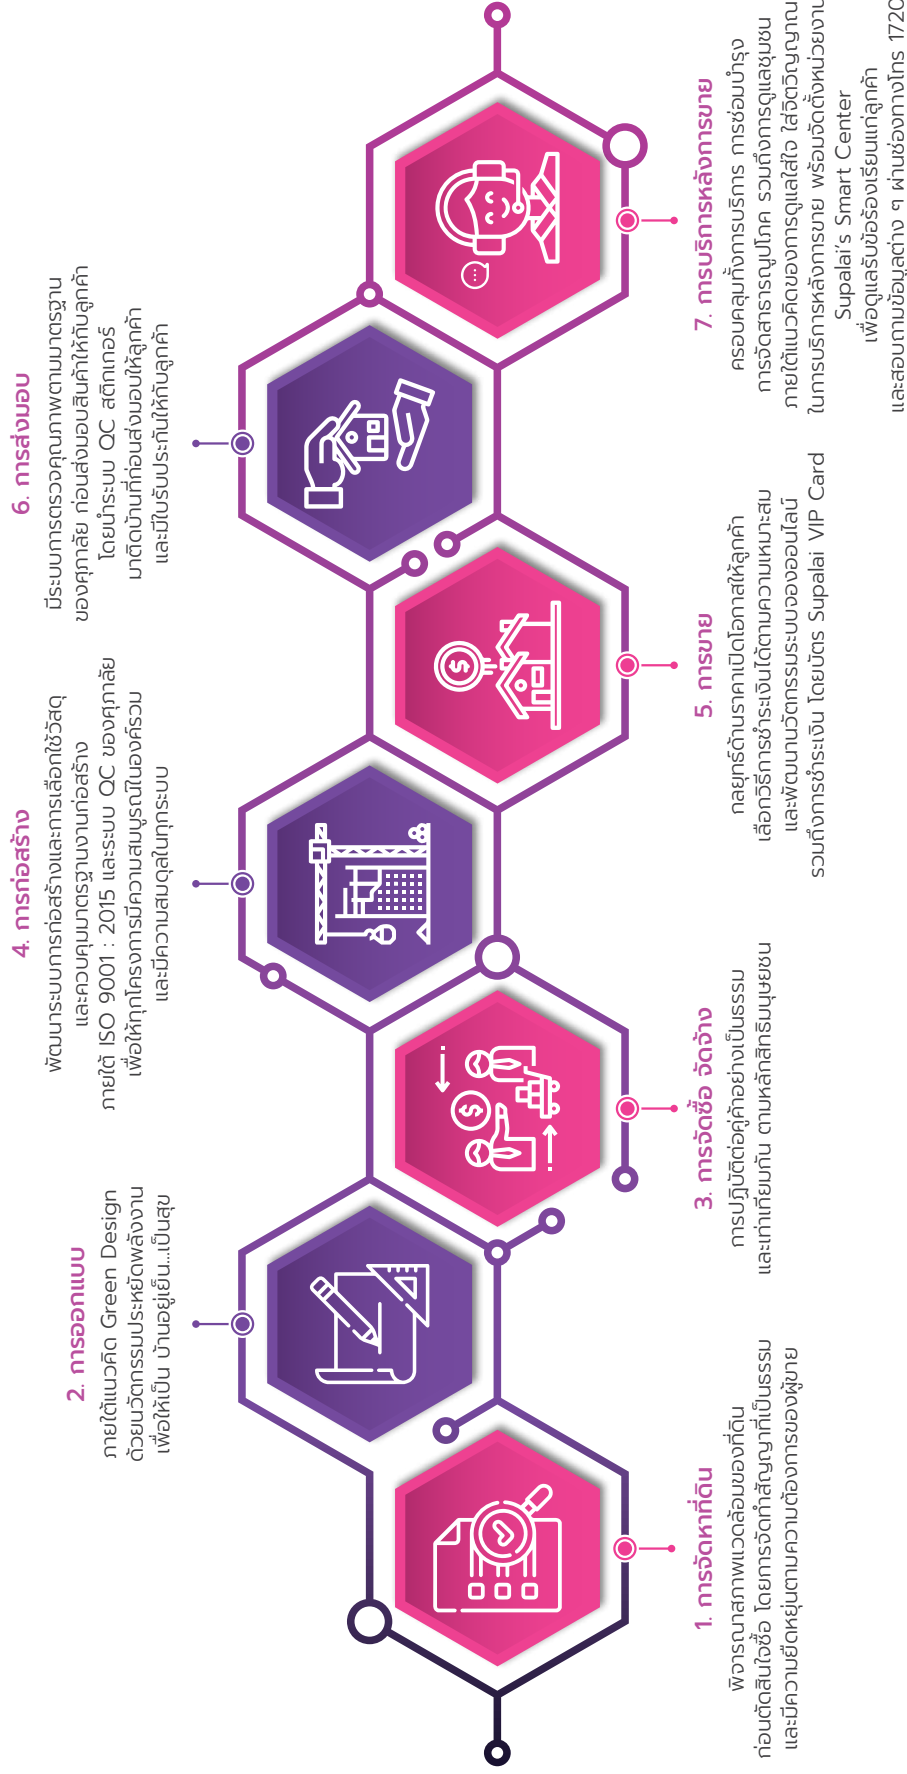 1. การจัดหาที่ดิน
พิจารณาสภาพแวดล้อมของที่ดิน
ก่อนตัดสินใจซื้อ โดยการจัดทำสัญญาที่เป็นธรรม
และมีความยืดหยุ่นตามความต้องการของผู้ขาย
2. การออกแบบ
ภายใต้แนวคิด Green Design
ด้วยนวัตกรรมประหยัดพลังงาน
เพื่อให้เป็น บ้านอยู่เย็น...เป็นสุข
3. การจัดซื้อ จัดจ้าง
การปฏิบัติต่อคู่ค้าอย่างเป็นธรรม
และเท่าเทียมกัน ตามหลักสิทธิมนุษยชน
4. การก่อสร้าง
พัฒนาระบบการก่อสร้างและการเลือกใช้วัสดุ
และควบคุมมาตรฐานงานก่อสร้าง
ภายใต้ ISO 9001 : 2015 และระบบ QC ของศุภาลัย
เพื่อให้ทุกโครงการมีความสมบูรณ์ในองค์รวม
และมีความสมดุลในทุกระบบ
5. การขาย
กลยุทธ์ด้านราคาเปิดโอกาสให้ลูกค้า
เลือกวิธีการชำระเงินได้ตามความเหมาะสม
และพัฒนานวัตกรรมระบบจองออนไลน์
รวมถึงการชำระเงิน โดยบัตร Supalai VIP Card
6. การส่งมอบ
มีระบบการตรวจคุณภาพตามมาตรฐาน
ของศุภาลัย ก่อนส่งมอบสินค้าให้กับลูกค้า
โดยนำระบบ QC สติกเกอร์
มาติดบ้านที่ก่อนส่งมอบให้ลูกค้า
และมีใบรับประกันให้กับลูกค้า
7. การบริการหลังการขาย
ครอบคลุมทั้งการบริการ การซ่อมบำรุง
การจัดสาธารณูปโภค รวมถึงการดูแลชุมชน
ภายใต้แนวคิดของการดูแลใส่ใจ ใส่จิตวิญญาณ
ในการบริการหลังการขาย พร้อมจัดตั้งหน่วยงาน
Supalai's Smart Center
เพื่อดูแลรับข้อร้องเรียนแก่ลูกค้า
และสอบถามข้อมูลต่าง ๆ ผ่านช่องทางโทร 1720